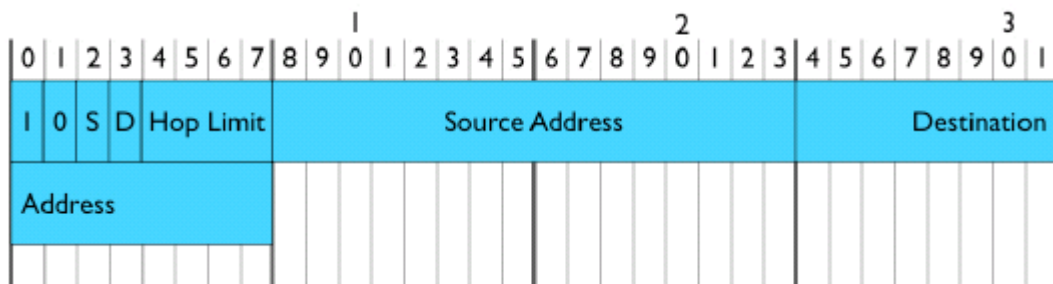 1 2 3
0 1 2 3 4 5 6 7 8 9 0 1 2 3 4 5 6 7 8 9 0 1 2 3 4 5 6 7 8 9 0 1
1 0 S D Hop Limit Source Address Destination
Address